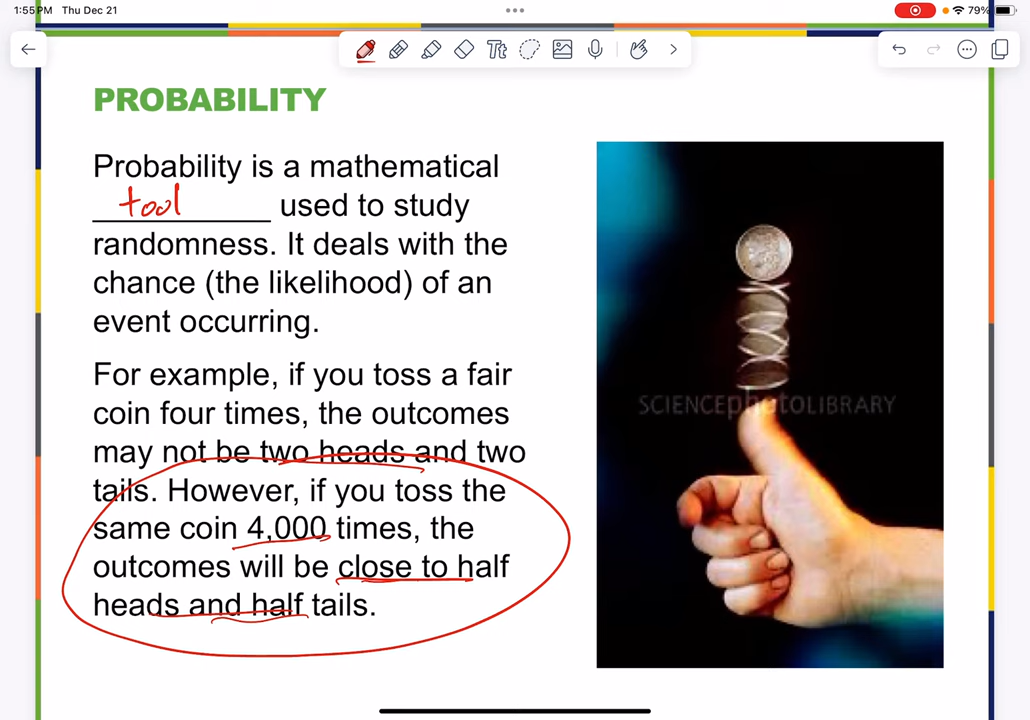 1:55 PM Thu Dec 21
79%
Tt
PROBABILITY
Probability is a mathematical
tool used to study
randomness. It deals with the
chance (the likelihood) of an
event occurring.
For example, if you toss a fair
coin four times, the outcomes
may not be two heads and two
tails. However, if you toss the
same coin 4,000 times, the
outcomes will be close to half
heads and half tails.
SCIENCEphotoLIBRARY